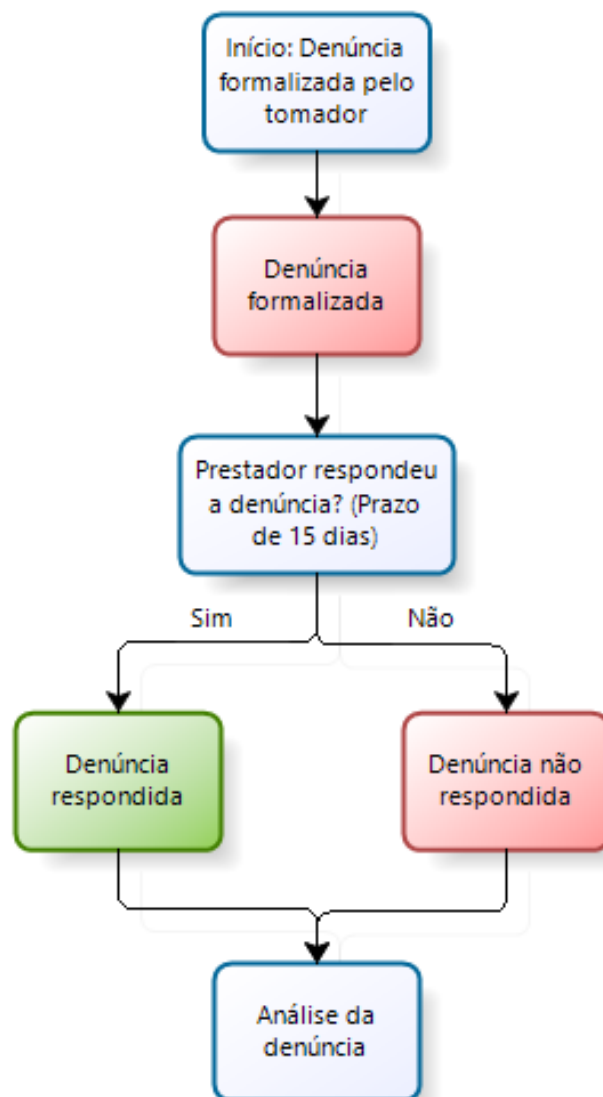 Início: Denúncia
formalizada pelo
tomador
Denúncia
formalizada
Prestador respondeu
a denúncia? (Prazo
de 15 dias)
Sim
Não
Denúncia
respondida
Denúncia não
respondida
Análise da
denúncia